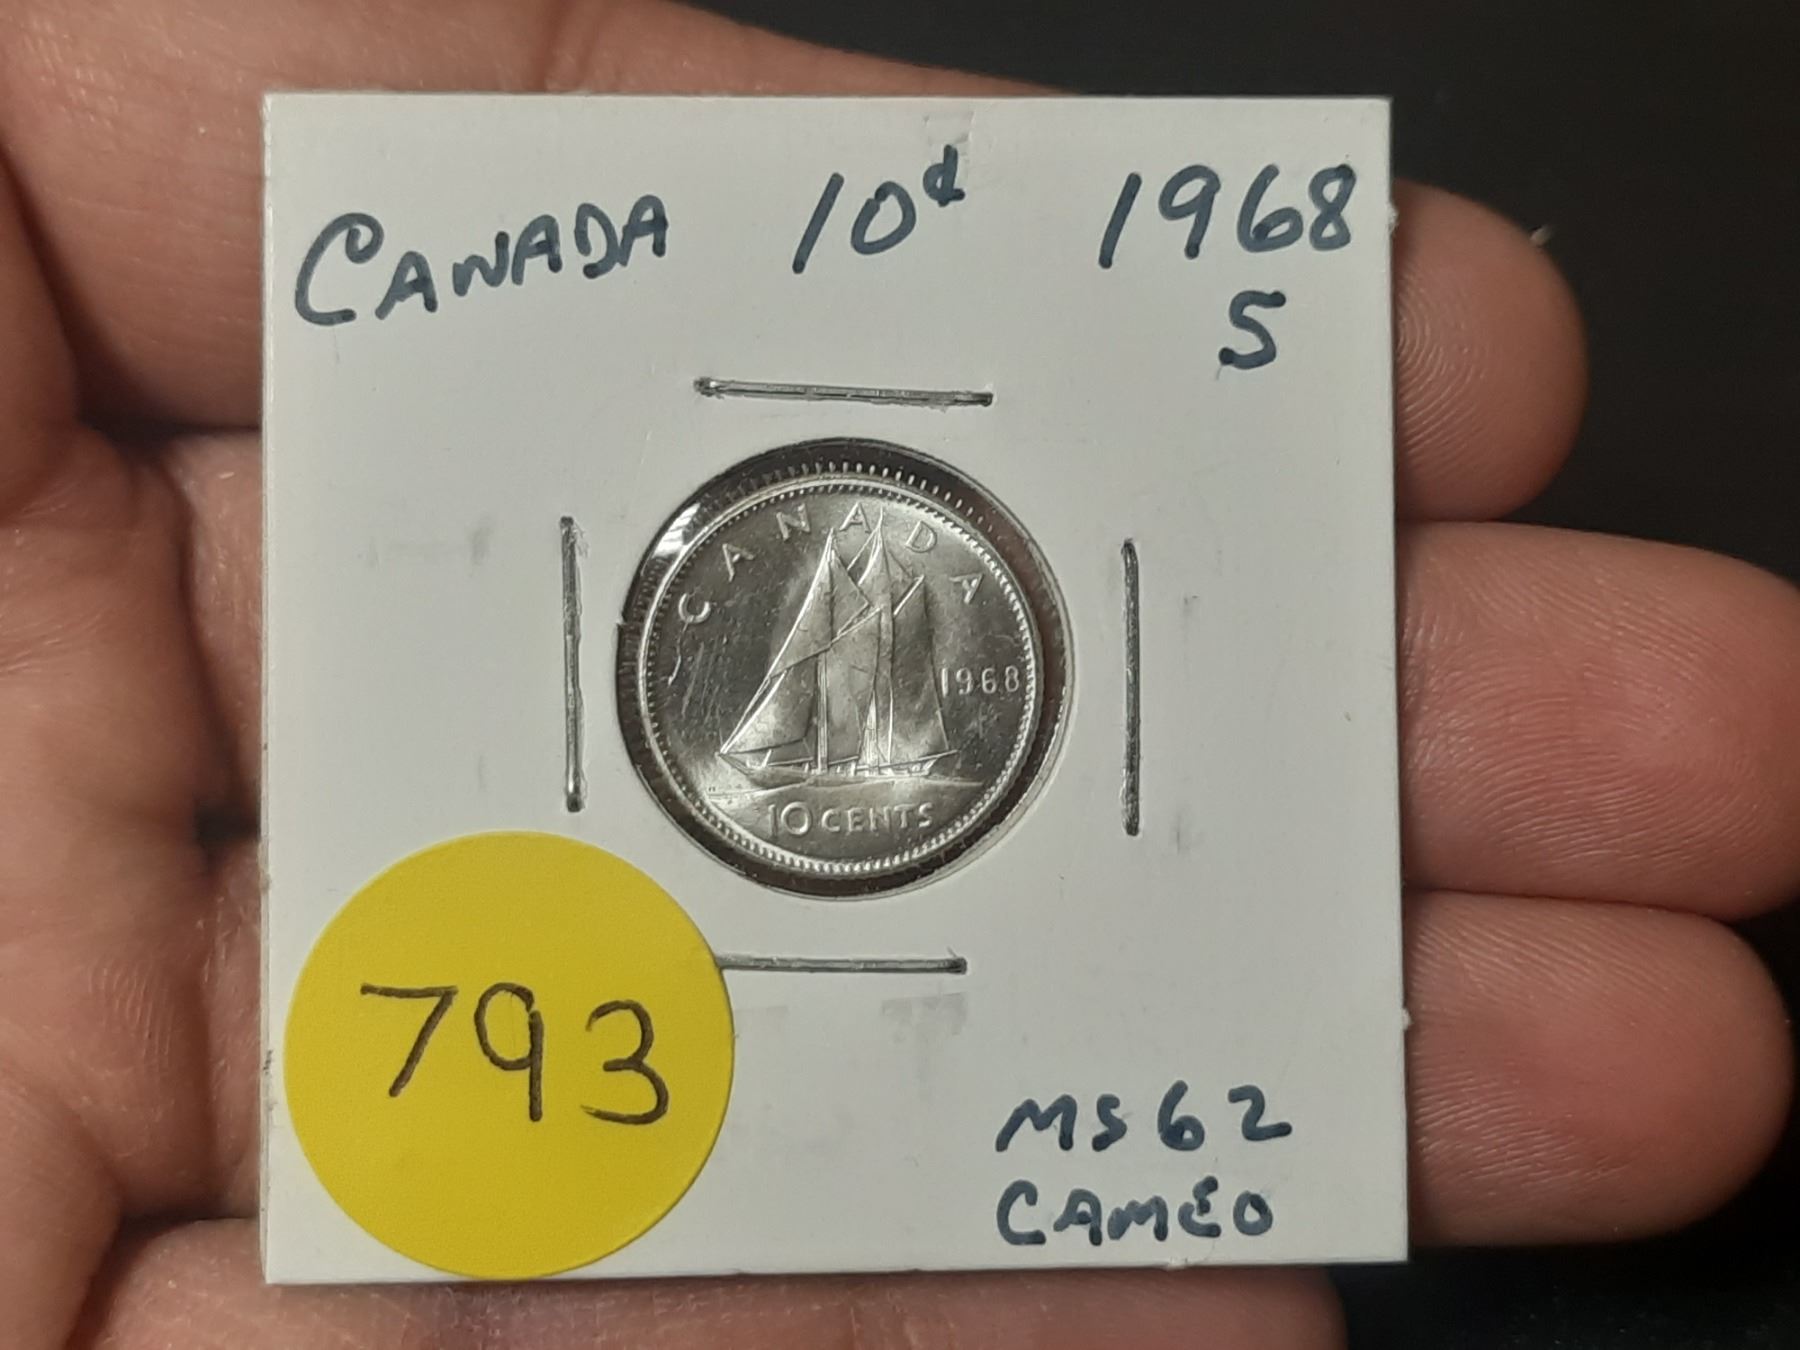 CANADA 10¢ 1968
S
CANADA
1968
10 CENTS
793
MS62
CAMEO